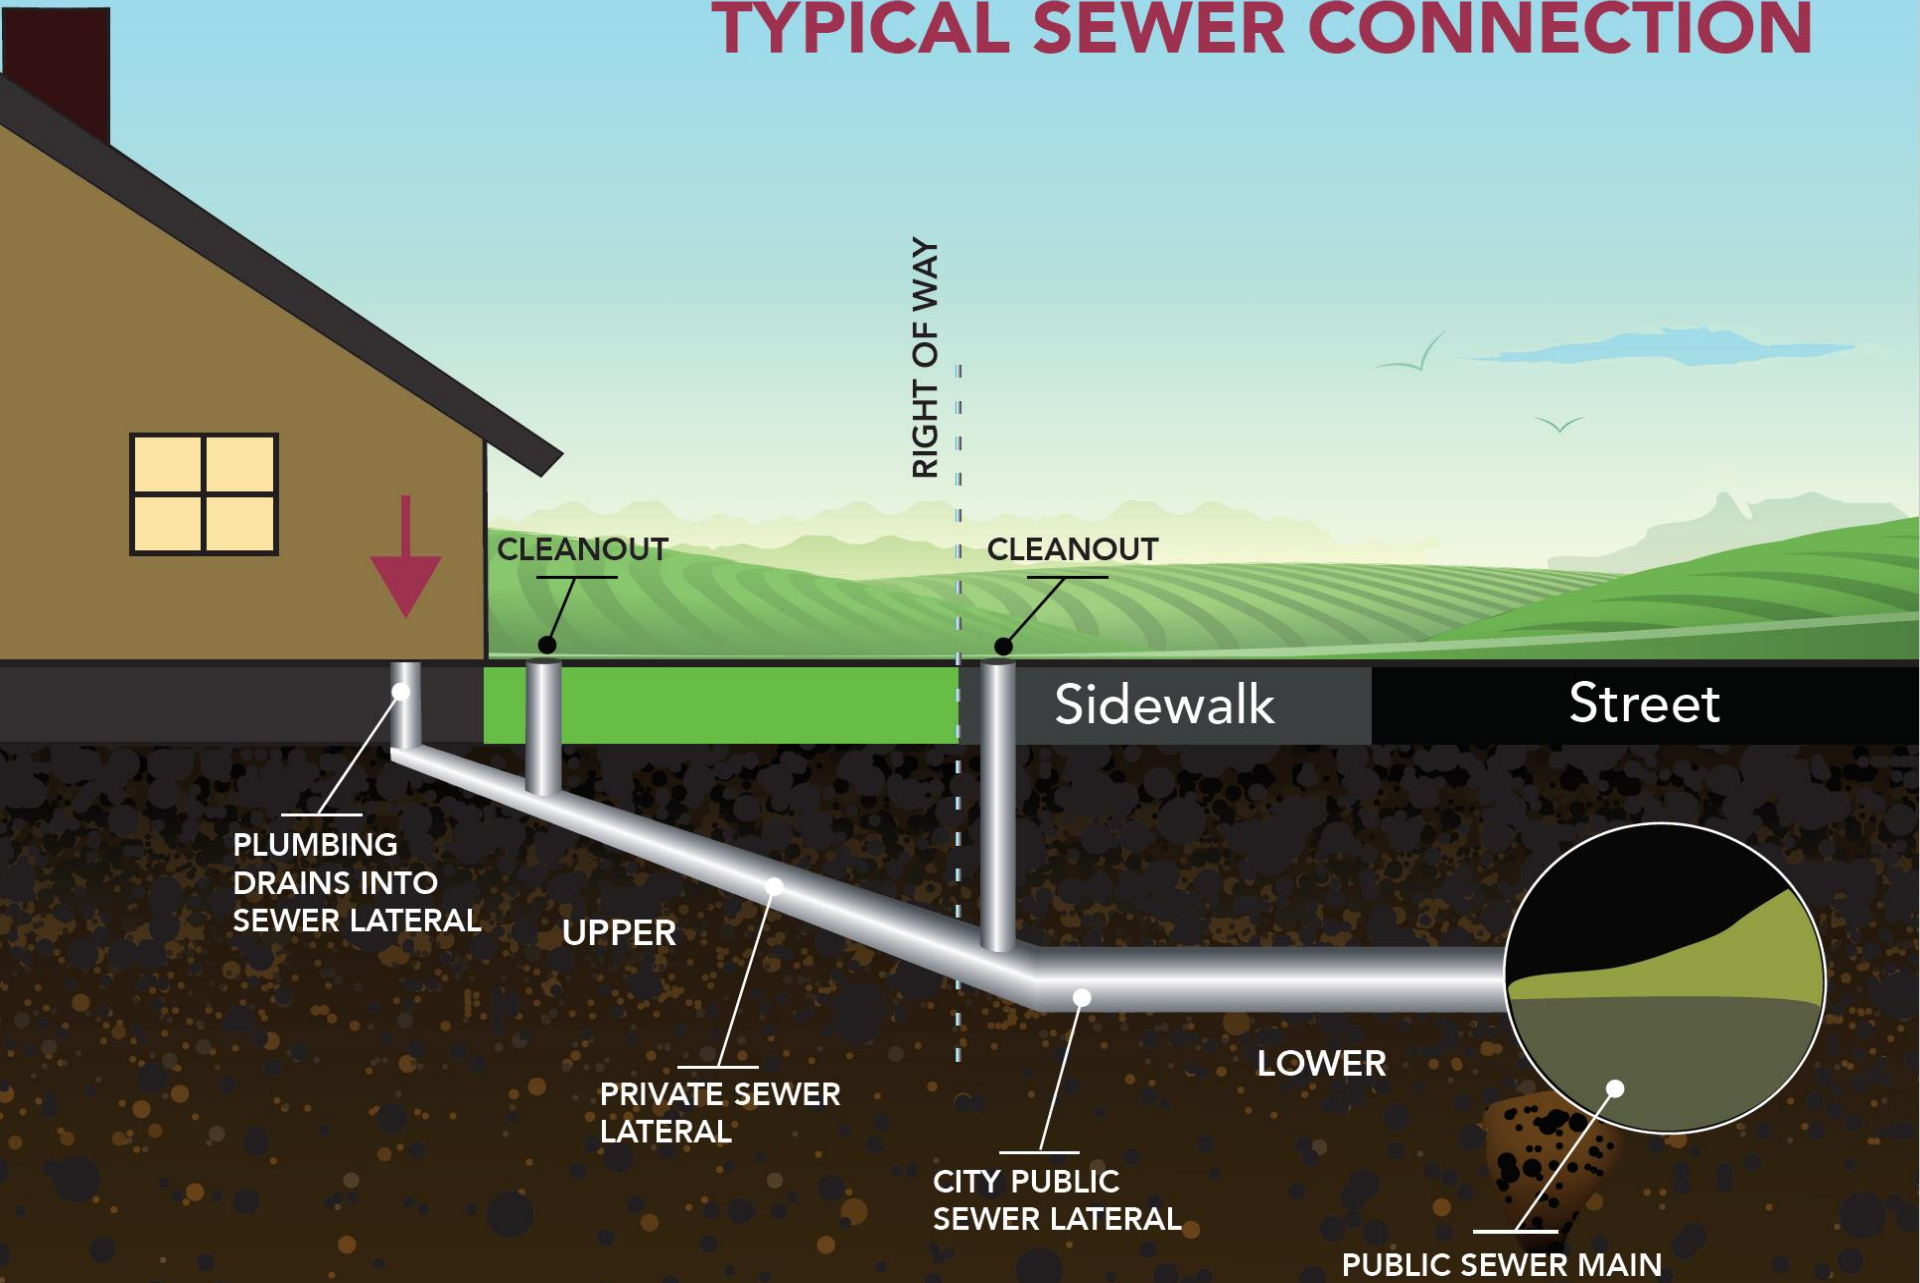 TYPICAL SEWER CONNECTION
RIGHT OF WAY
CLEANOUT
CLEANOUT
Sidewalk
Street
PLUMBING
DRAINS INTO
SEWER LATERAL
UPPER
PRIVATE SEWER
LATERAL
LOWER
CITY PUBLIC
SEWER LATERAL
PUBLIC SEWER MAIN